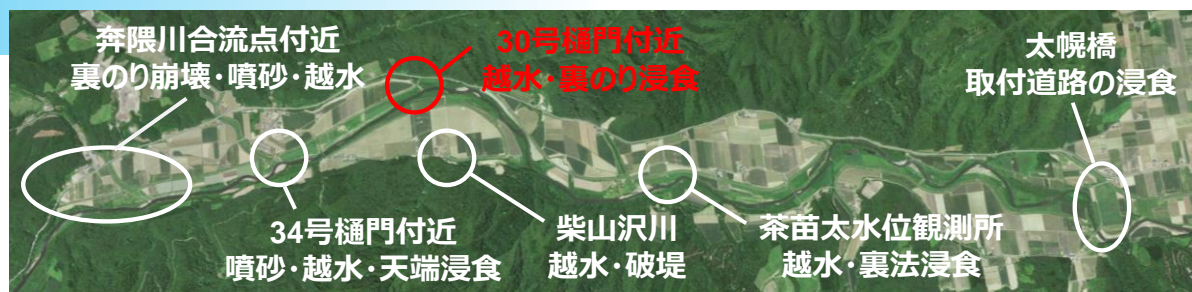 奔隈川合流点付近
裏のり崩壊・噴砂・越水
30号樋門付近
越水・裏のり浸食
太幌橋
取付道路の浸食
34号樋門付近
噴砂・越水・天端浸食
柴山沢川
越水・破堤
茶苗太水位観測所
越水・裏法浸食